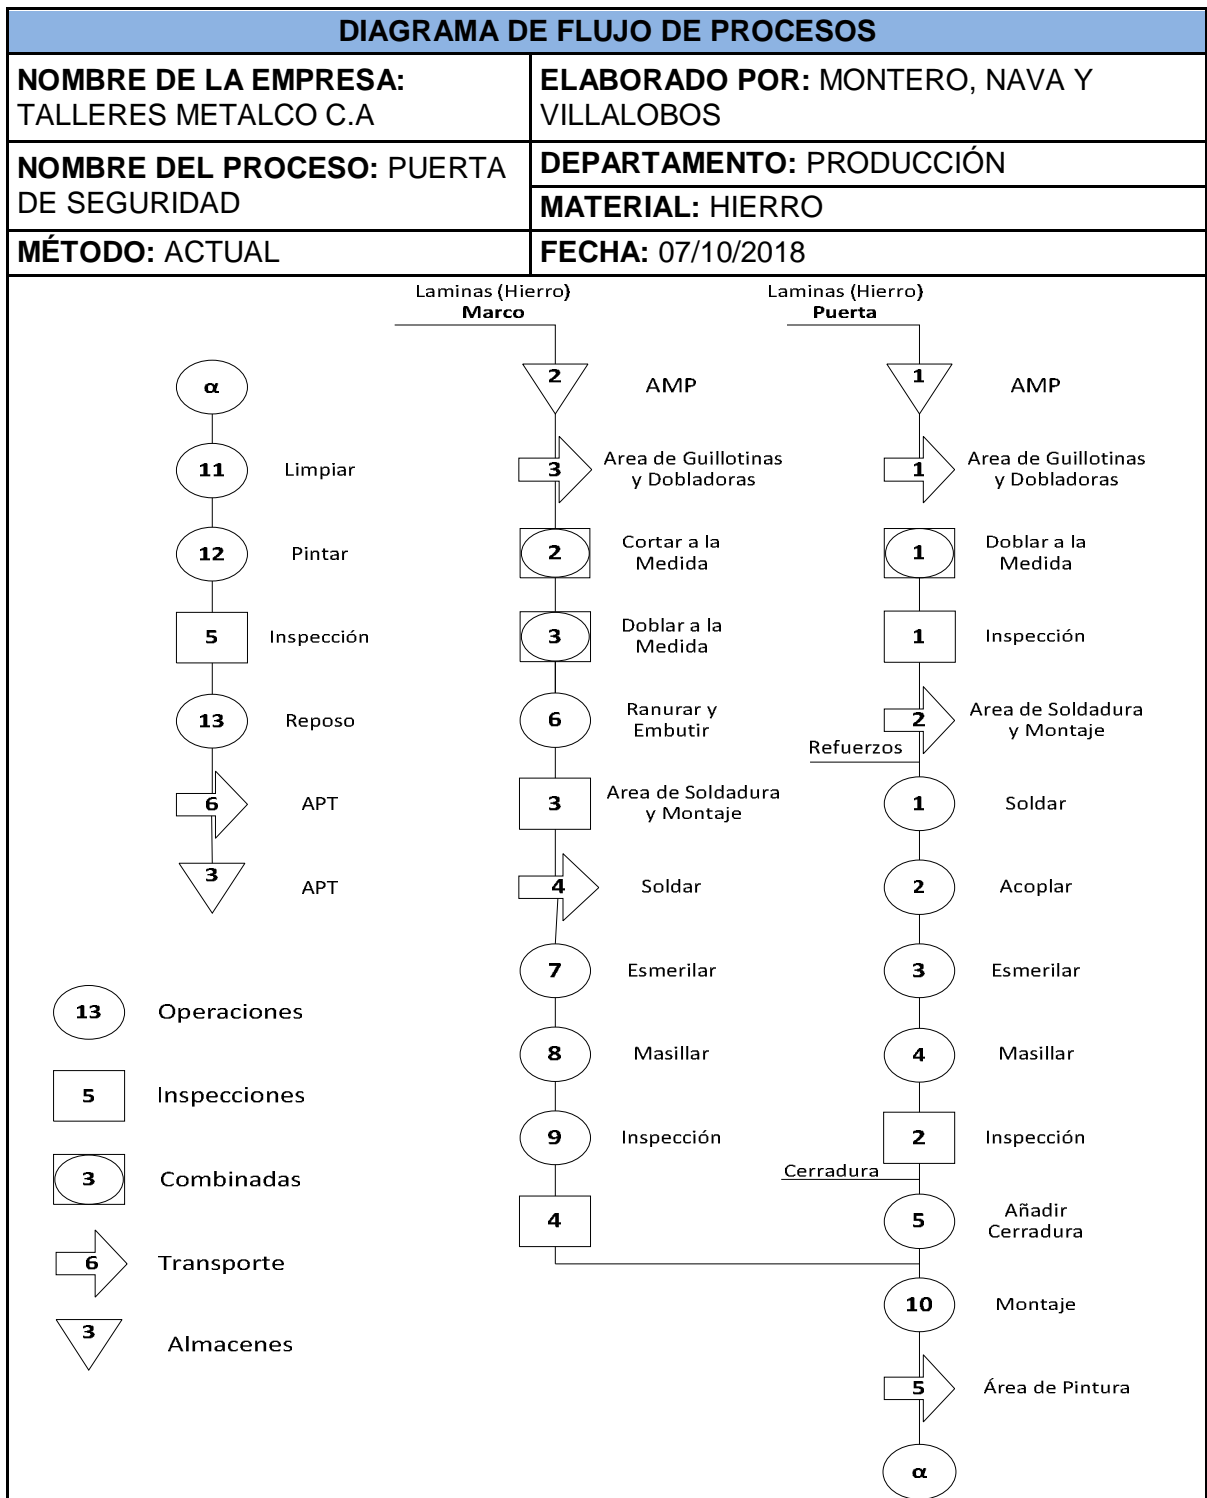 DIAGRAMA DE FLUJO DE PROCESOS
NOMBRE DE LA EMPRESA:
TALLERES METALCO C.A
ELABORADO POR: MONTERO, NAVA Y
VILLALOBOS
NOMBRE DEL PROCESO: PUERTA
DE SEGURIDAD
DEPARTAMENTO: PRODUCCIÓN
MATERIAL: HIERRO
MÉTODO: ACTUAL
FECHA: 07/10/2018
α
11
Limpiar
12
Pintar
5
Inspección
13
Reposo
6
APT
3
APT
Laminas (Hierro)
Marco
2
AMP
3
Area de Guillotinas
y Dobladoras
2
Cortar a la
Medida
3
Doblar a la
Medida
6
Ranurar y
Embutir
3
Area de Soldadura
y Montaje
4
Soldar
7
Esmerilar
8
Masillar
9
Inspección
4
Laminas (Hierro)
Puerta
1
AMP
1
Area de Guillotinas
y Dobladoras
1
Doblar a la
Medida
1
Inspección
2
Area de Soldadura
y Montaje
Refuerzos
1
Soldar
2
Acoplar
3
Esmerilar
4
Masillar
2
Inspección
Cerradura
5
Añadir
Cerradura
10
Montaje
5
Área de Pintura
α
13
Operaciones
5
Inspecciones
3
Combinadas
6
Transporte
3
Almacenes